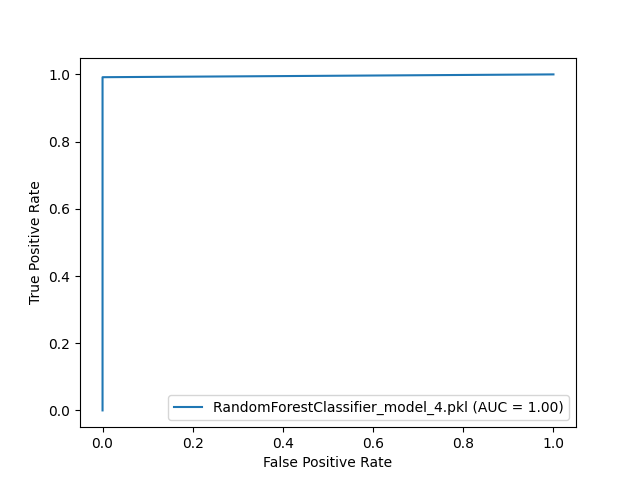 1.0
0.8
0.6
0.4
0.2
0.0
True Positive Rate
RandomForestClassifier_model_4.pkl (AUC = 1.00)
0.0 0.2 0.4 0.6 0.8 1.0
False Positive Rate